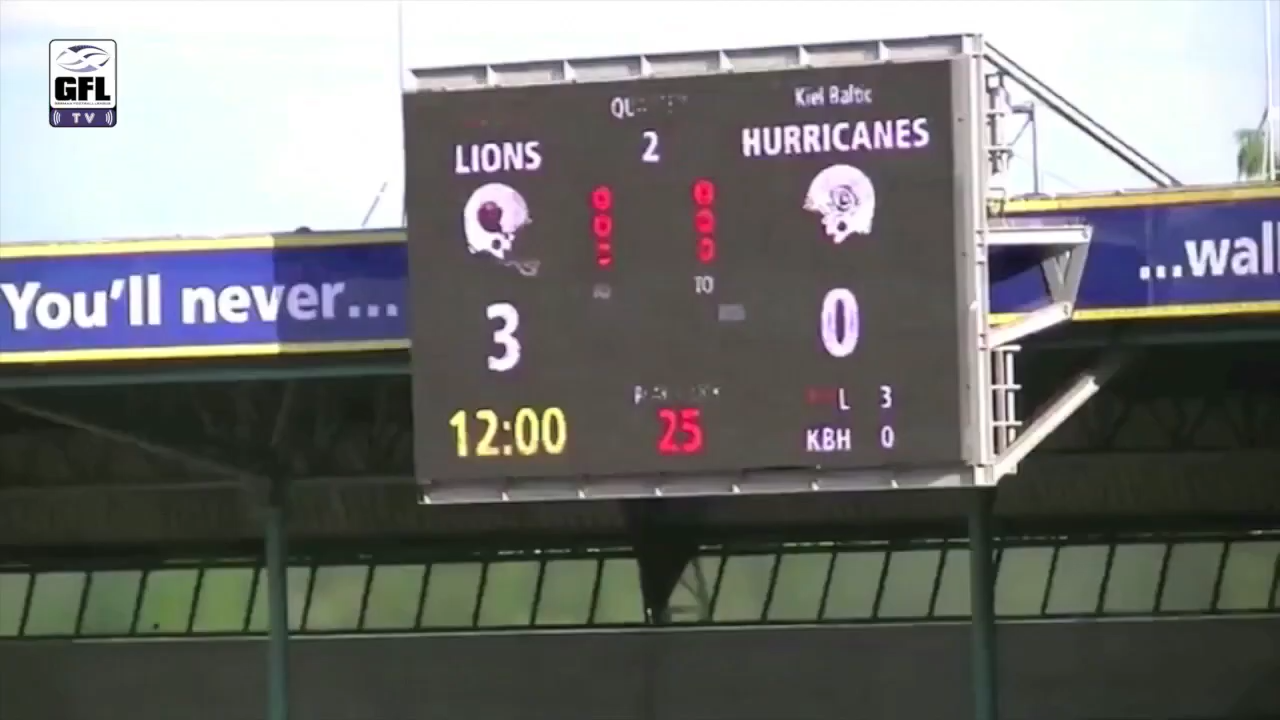 GFL
TV
You'll never...
...wall
Kiel Baltic
LIONS
2
HURRICANES
TO
3
0
L 3
12:00
25
KBH 0